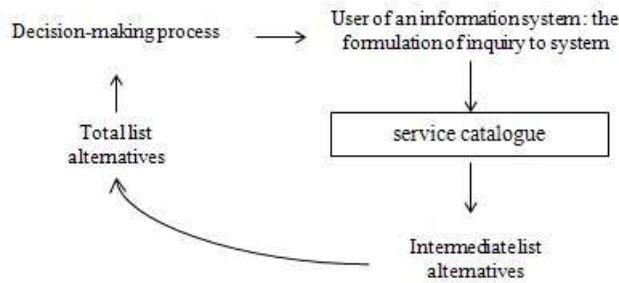 Decision-making process
User of an information system: the
formulation of inquiry to system
service catalogue
Total list
alternatives
Intermediate list
alternatives